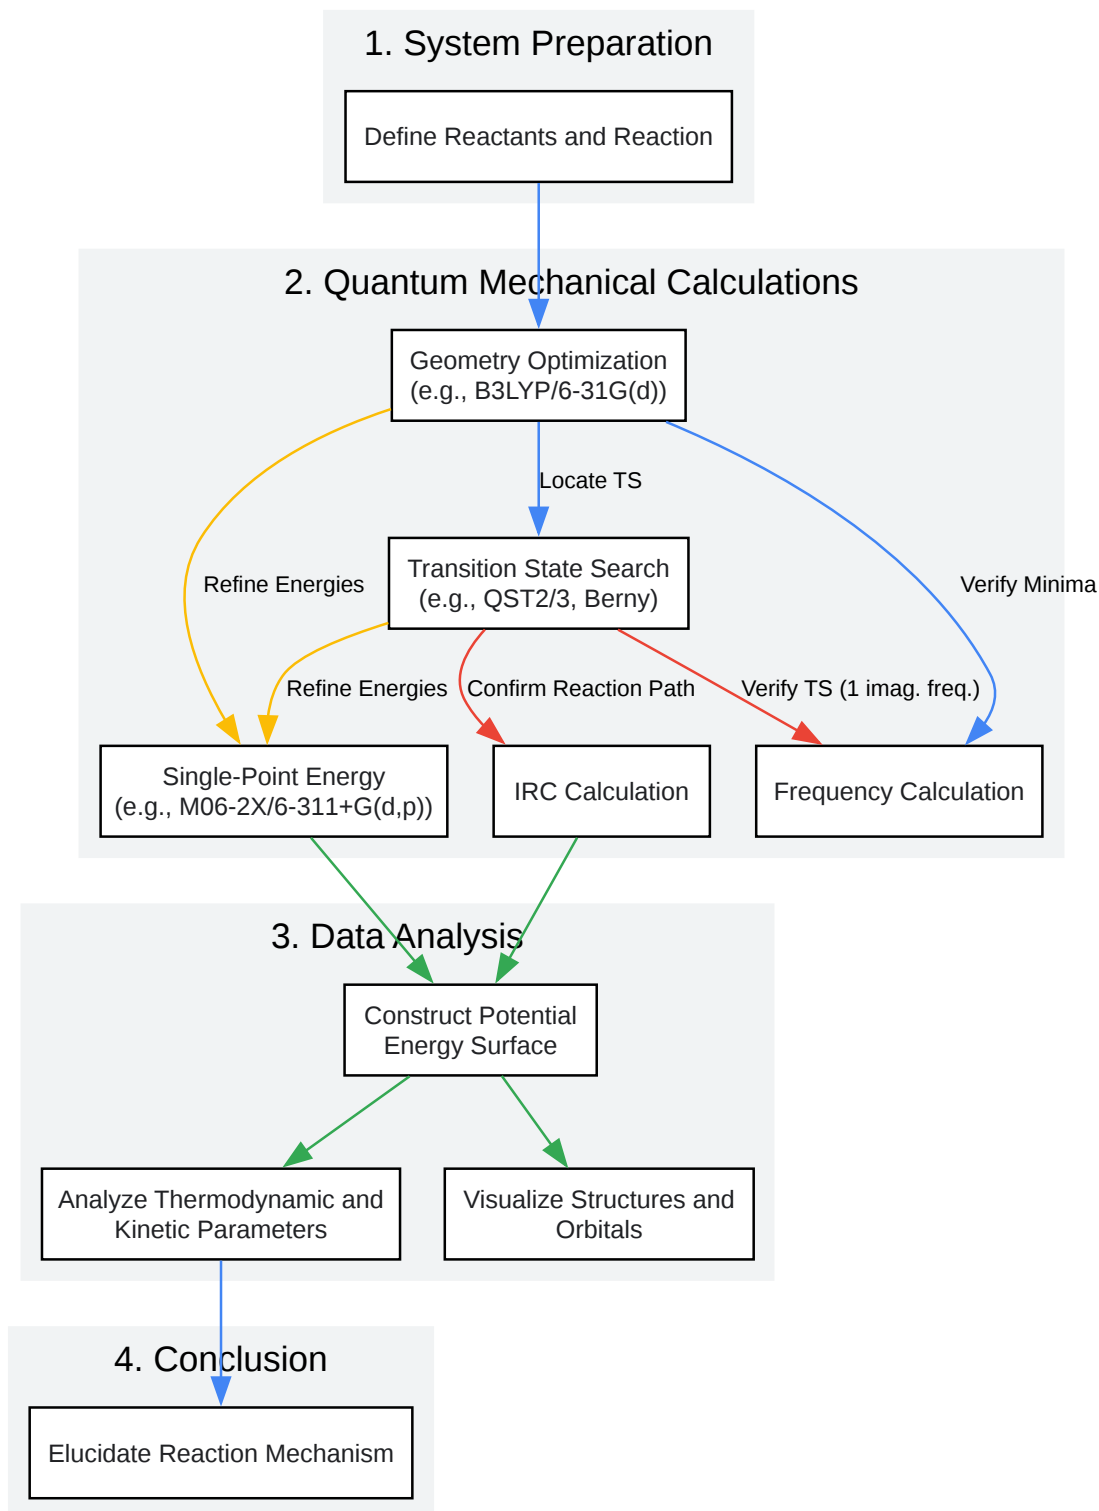 1. System Preparation
Define Reactants and Reaction
2. Quantum Mechanical Calculations
Geometry Optimization
(e.g., B3LYP/6-31G(d))
Locate TS
Transition State Search
(e.g., QST2/3, Berny)
Refine Energies
Verify Minima
Refine Energies
Confirm Reaction Path
Verify TS (1 imag. freq.)
Single-Point Energy
(e.g., M06-2X/6-311+G(d,p))
IRC Calculation
Frequency Calculation
3. Data Analysis
Construct Potential
Energy Surface
Analyze Thermodynamic and
Kinetic Parameters
Visualize Structures and
Orbitals
4. Conclusion
Elucidate Reaction Mechanism